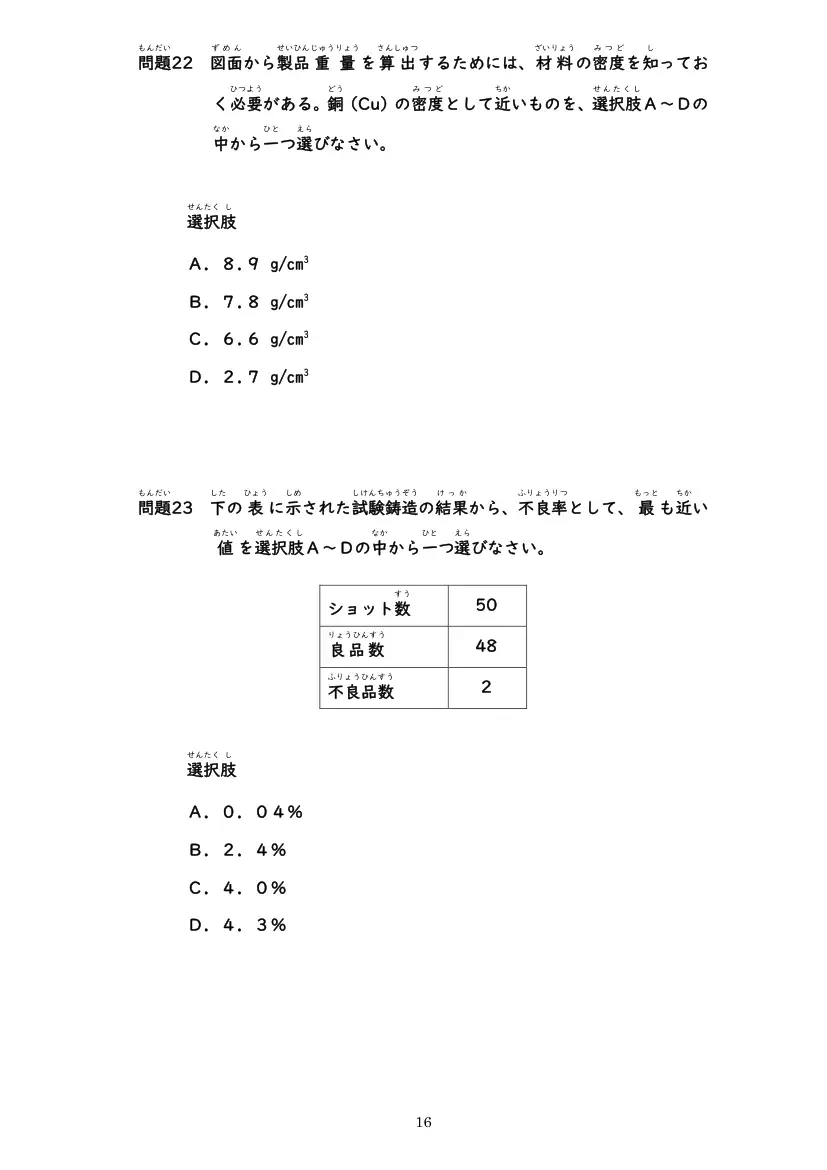 もんだい ずめん せいひんじゅうりょう さんしゅつ ざいりょう みつど し
問題22 図面から製品重量を算出するためには、材料の密度を知ってお
ひつよう どう みつど ちか せんたくし
く必要がある。銅（Cu）の密度として近いものを、選択肢Ａ～Ｄの
なか ひと えら
中から一つ選びなさい。
せんたくし
選択肢
Ａ．８.９ g/cm³
Ｂ．７.８ g/cm³
Ｃ．６.６ g/cm³
Ｄ．２.７ g/cm³
もんだい した ひょう しめ しけんちゅうぞう けっか ふりょうりつ もっと ちか
問題23 下の表に示された試験鋳造の結果から、不良率として、最も近い
あたい せんたくし なか ひと えら
値を選択肢Ａ～Ｄの中から一つ選びなさい。
すう
ショット数 50
りょうひんすう
良品数 48
ふりょうひんすう
不良品数 2
せんたくし
選択肢
Ａ．０．０４％
Ｂ．２．４％
Ｃ．４．０％
Ｄ．４．３％
16